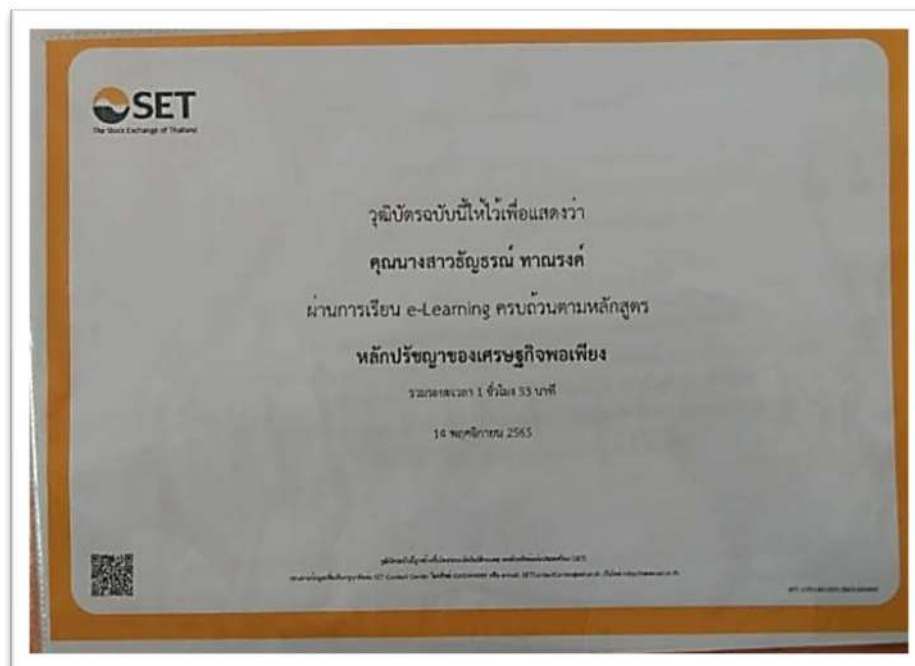 SET
The Stock Exchange of Thailand
วุฒิบัตรฉบับนี้ให้ไว้เพื่อแสดงว่า
คุณนางสาวธัญธรณ์ ทาณรงค์
ผ่านการเรียน e-Learning ครบถ้วนตามหลักสูตร
หลักปรัชญาของเศรษฐกิจพอเพียง
รวมระยะเวลา 1 ชั่วโมง 53 นาที
14 พฤศจิกายน 2565